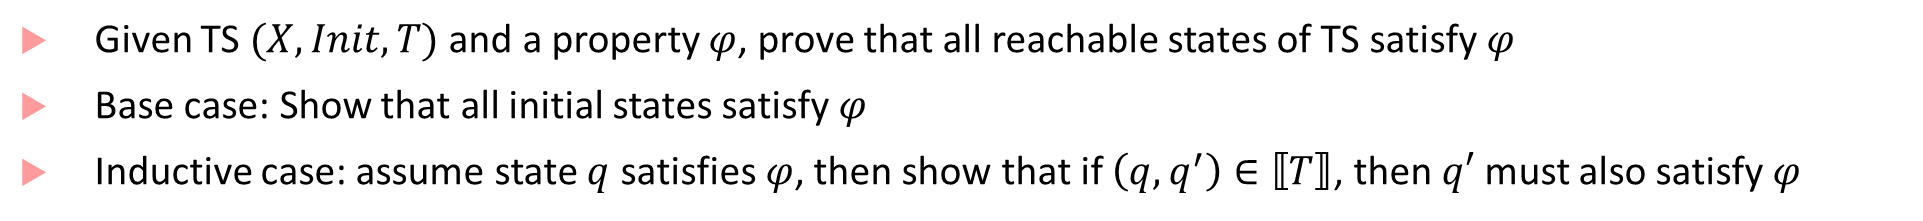 Given TS (𝑋, 𝐼𝑛𝑖𝑡, 𝑇) and a property 𝜑, prove that all reachable states of TS satisfy 𝜑
Base case: Show that all initial states satisfy 𝜑
Inductive case: assume state 𝑞 satisfies 𝜑, then show that if (𝑞, 𝑞′) ∈ ⟦𝑇⟧, then 𝑞′ must also satisfy 𝜑